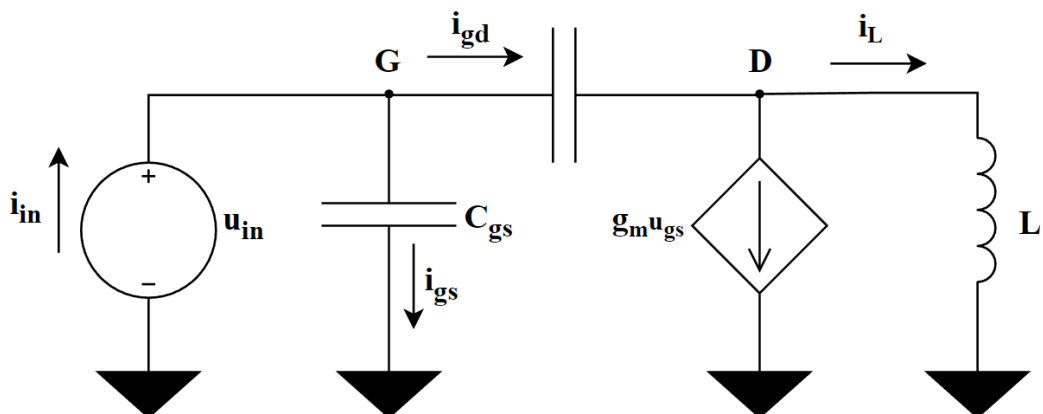 i_gd
i_L
G
D
+
i_in
u_in
C_gs
g_m u_gs
L
−
i_gs